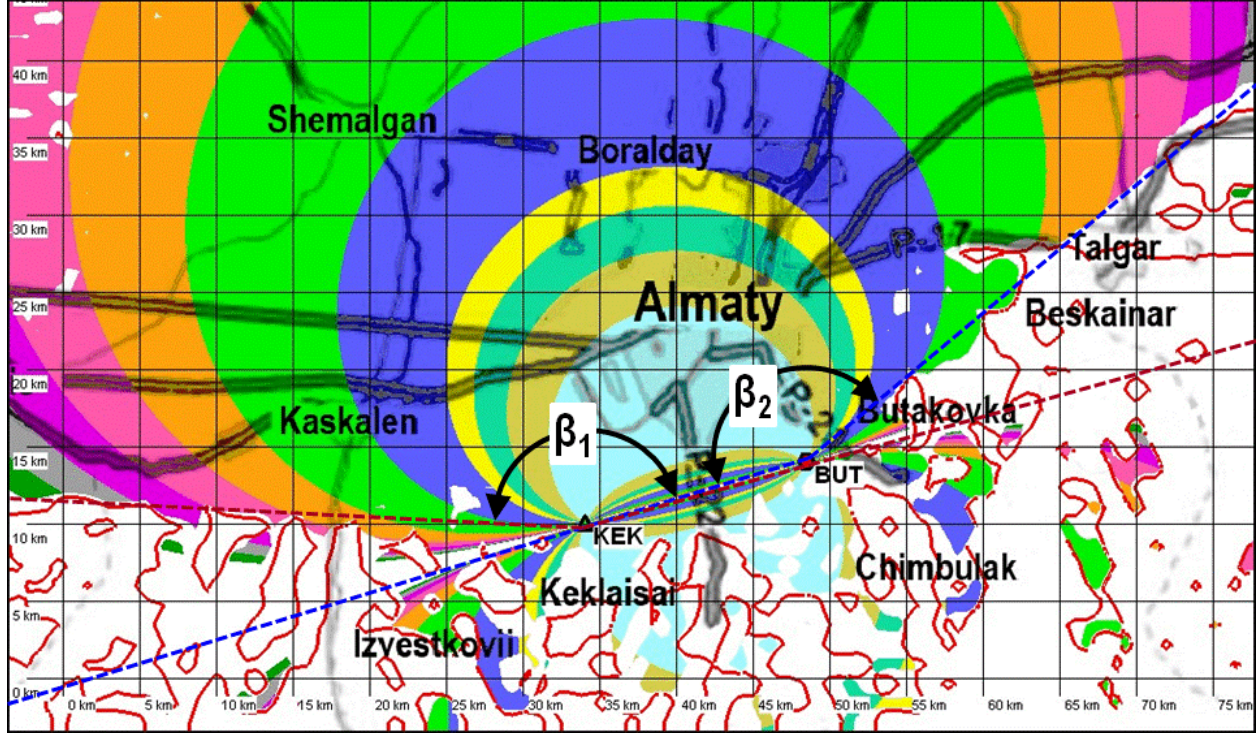 40 km
Shemalgan
35 km
Boralday
30 km
P-17
Talgar
25 km
Almaty
Beskainar
20 km
β2
Butakovka
Kaskalen
β1
15 km
BUT
10 km
KEK
Chimbulak
Keklaisai
5 km
Izvestkovii
0 km
0 km 5 km 10 km 15 km 20 km 25 km 30 km 35 km 40 km 45 km 50 km 55 km 60 km 65 km 70 km 75 km